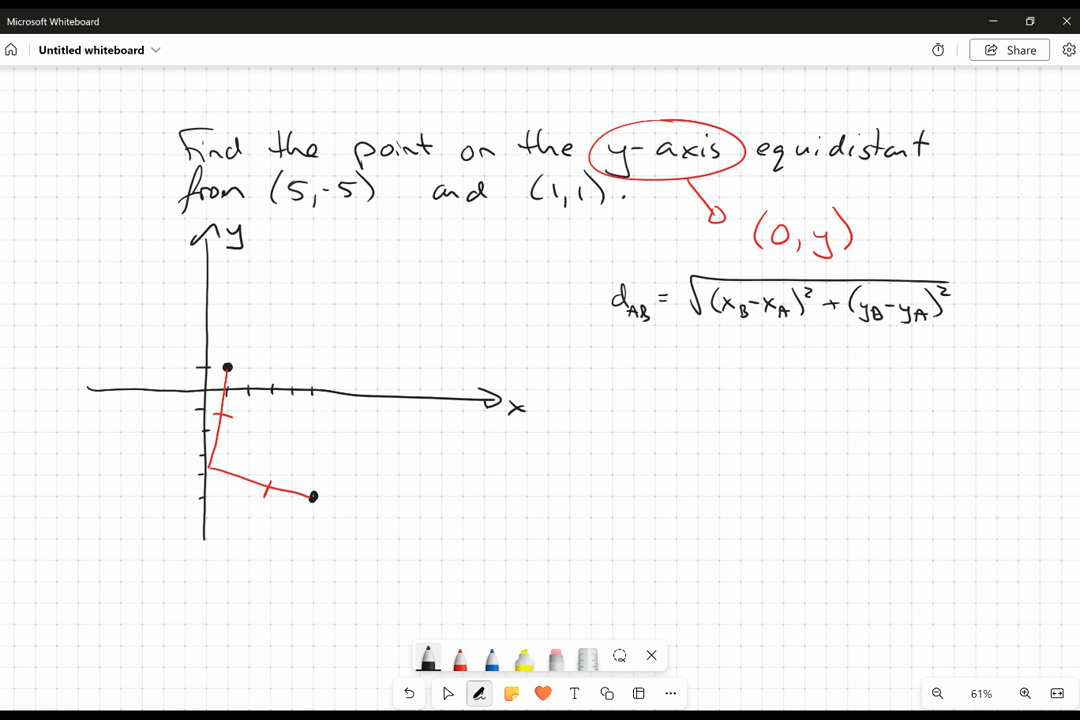 Microsoft Whiteboard
Untitled whiteboard
Share
Find the point on the y-axis equidistant
from (5,-5) and (1,1).
(0,y)
y
d_AB = √((x_B-x_A)² + (y_B-y_A)²)
x
61%